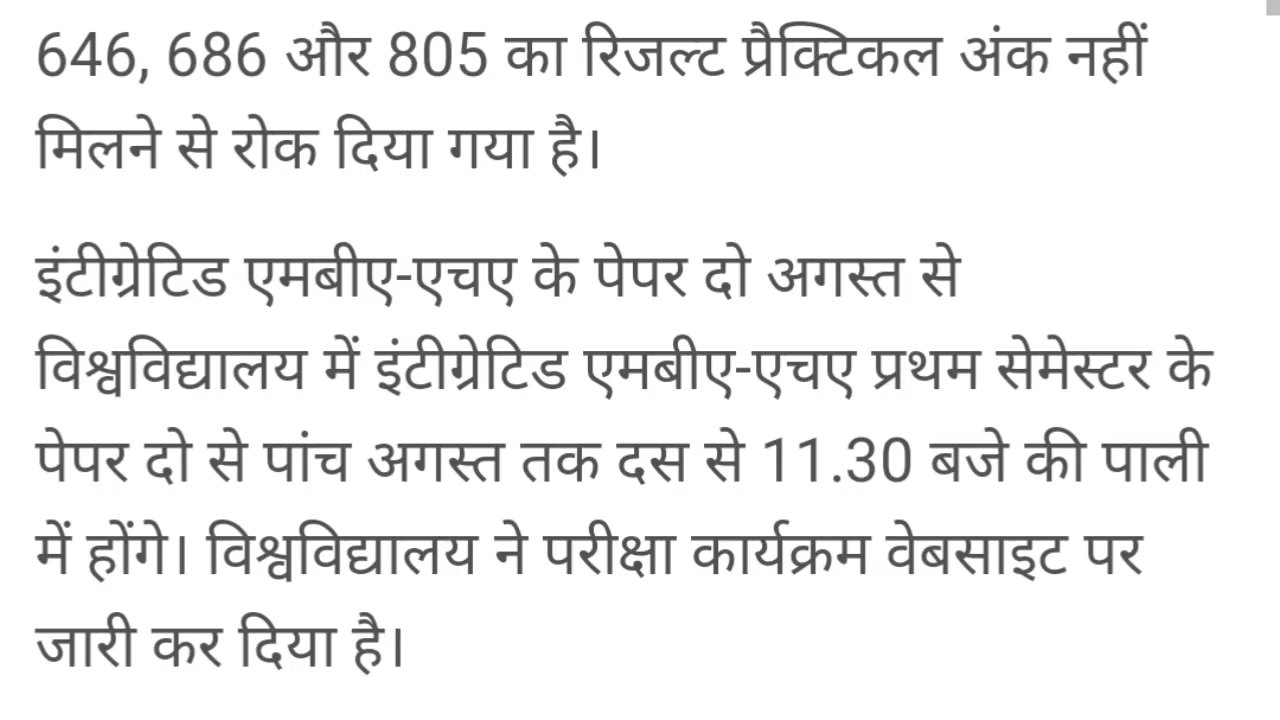 646, 686 और 805 का रिजल्ट प्रैक्टिकल अंक नहीं
मिलने से रोक दिया गया है।
इंटीग्रेटिड एमबीए-एचए के पेपर दो अगस्त से
विश्वविद्यालय में इंटीग्रेटिड एमबीए-एचए प्रथम सेमेस्टर के
पेपर दो से पांच अगस्त तक दस से 11.30 बजे की पाली
में होंगे। विश्वविद्यालय ने परीक्षा कार्यक्रम वेबसाइट पर
जारी कर दिया है।